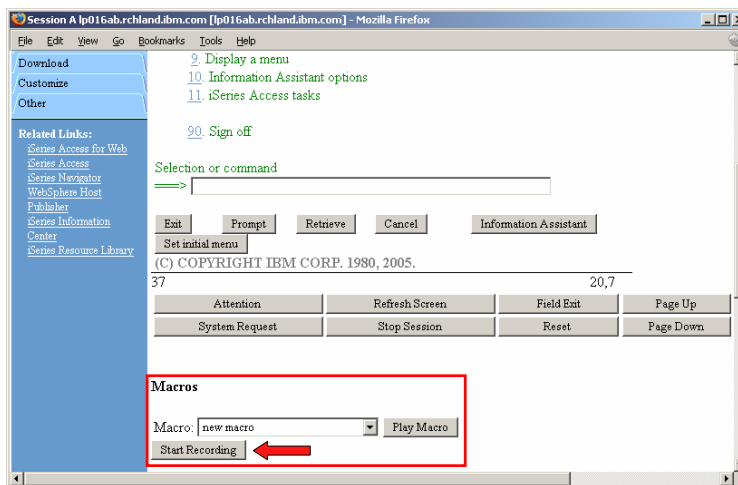 Session A lp016ab.rchland.ibm.com [lp016ab.rchland.ibm.com] - Mozilla Firefox
File Edit View Go Bookmarks Tools Help
Download
Customize
Other
Related Links:
iSeries Access for Web
iSeries Access
iSeries Navigator
WebSphere Host
Publisher
iSeries Information
Center
iSeries Resource Library
9. Display a menu
10. Information Assistant options
11. iSeries Access tasks
90. Sign off
Selection or command
===>
Exit Prompt Retrieve Cancel Information Assistant
Set initial menu
(C) COPYRIGHT IBM CORP. 1980, 2005.
37 20,7
Attention Refresh Screen Field Exit Page Up
System Request Stop Session Reset Page Down
Macros
Macro: new macro Play Macro
Start Recording